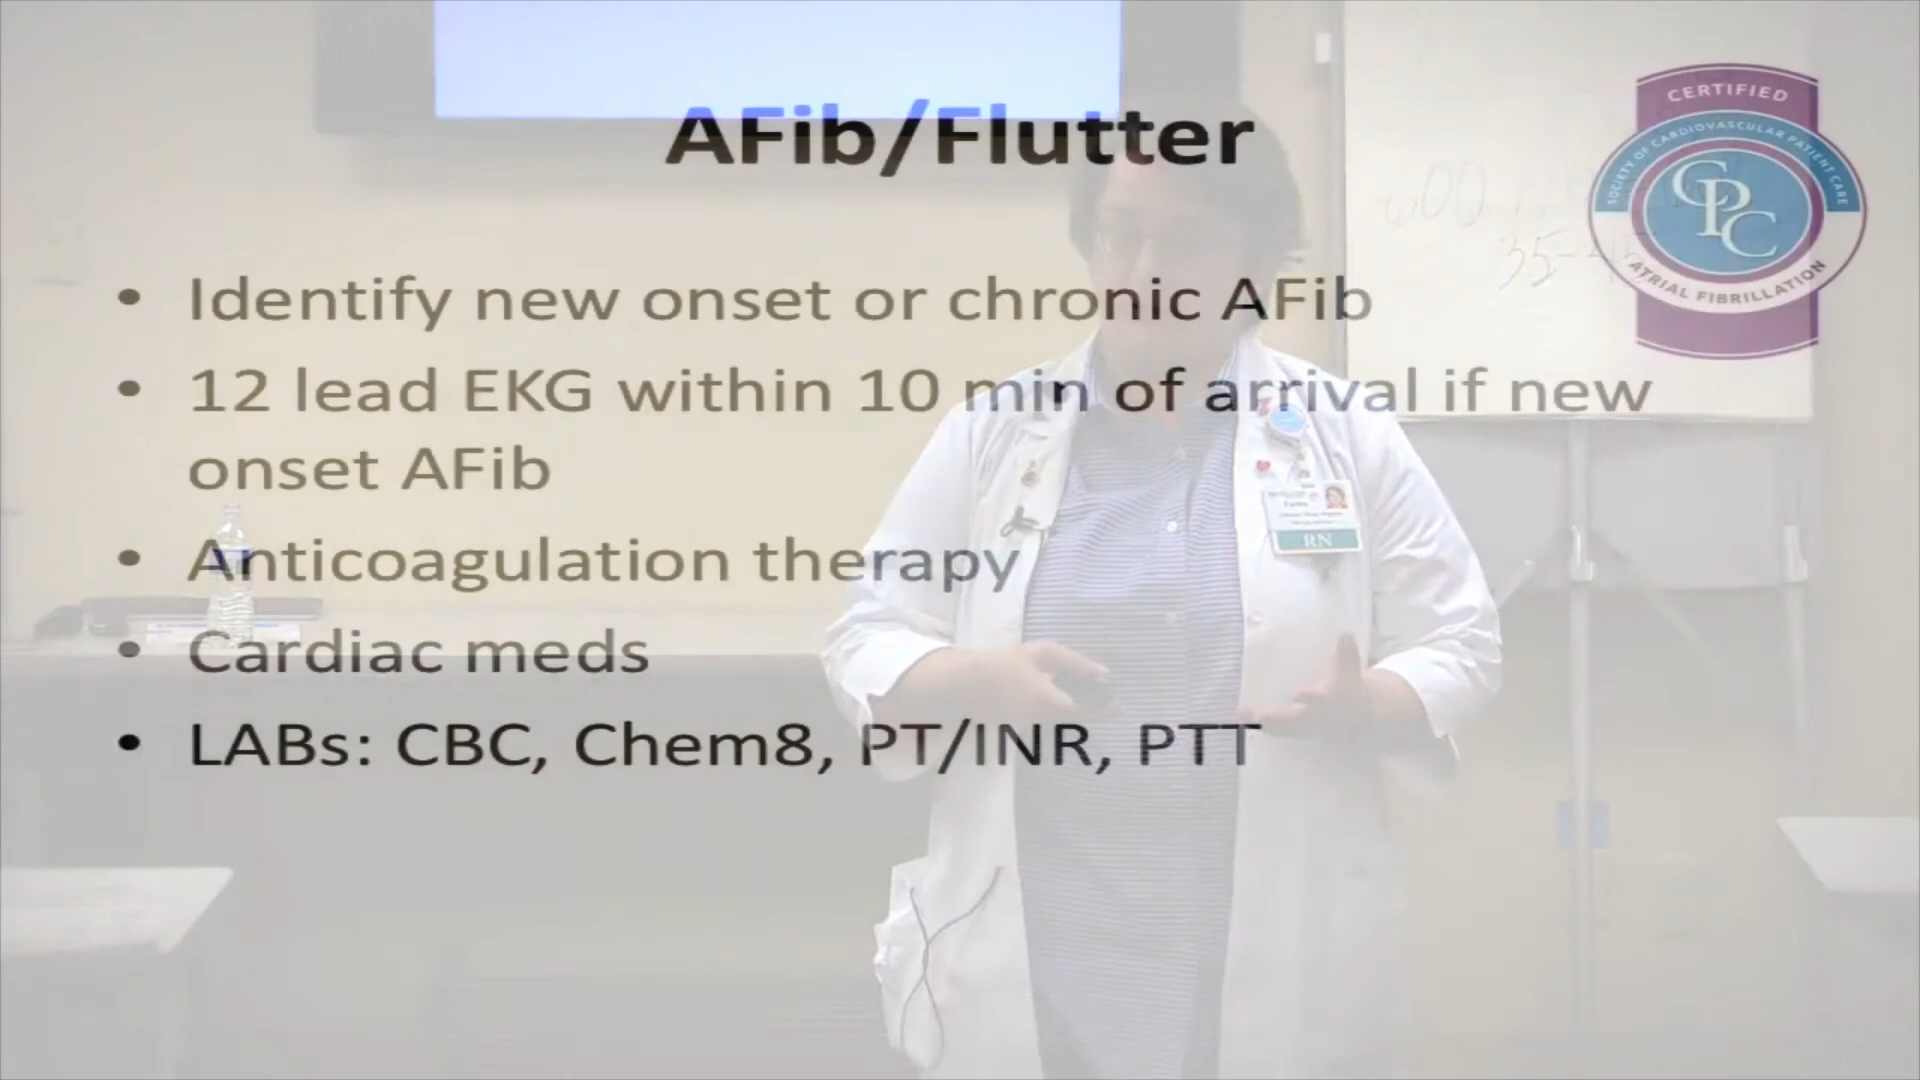 AFib/Flutter
CERTIFIED
SOCIETY OF CARDIOVASCULAR PATIENT CARE
CPC
ATRIAL FIBRILLATION
• Identify new onset or chronic AFib
• 12 lead EKG within 10 min of arrival if new
onset AFib
• Anticoagulation therapy
• Cardiac meds
• LABs: CBC, Chem8, PT/INR, PTT
RN